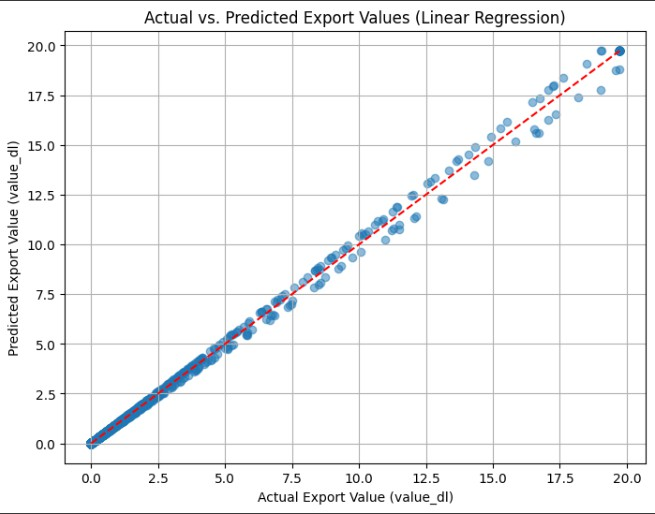 Actual vs. Predicted Export Values (Linear Regression)
20.0
17.5
15.0
12.5
10.0
7.5
5.0
2.5
0.0
Predicted Export Value (value_dl)
0.0 2.5 5.0 7.5 10.0 12.5 15.0 17.5 20.0
Actual Export Value (value_dl)